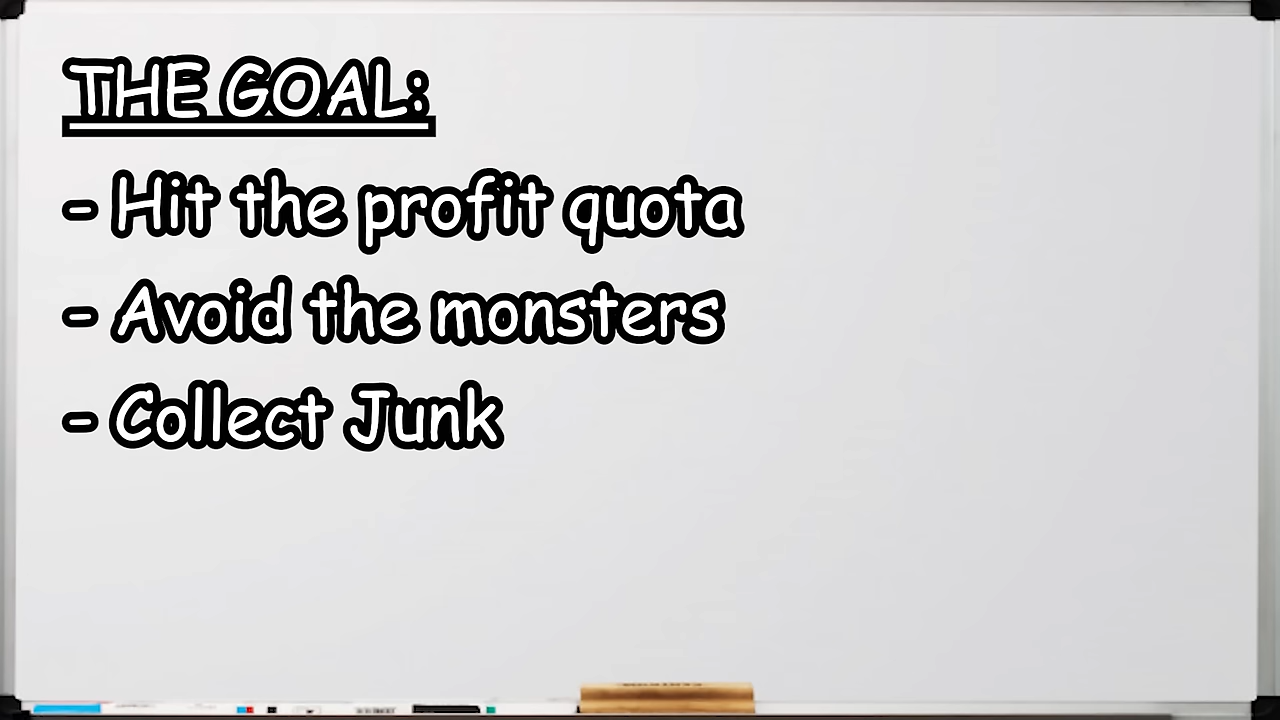 THE GOAL:
- Hit the profit quota
- Avoid the monsters
- Collect Junk